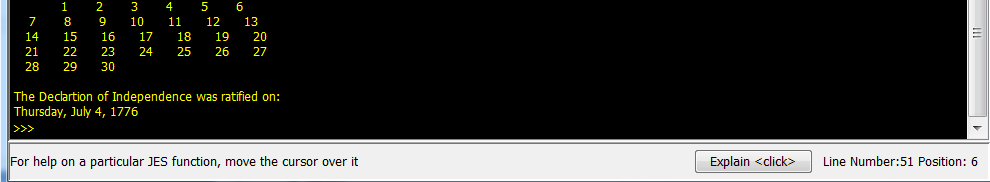 1 2 3 4 5 6
7 8 9 10 11 12 13
14 15 16 17 18 19 20
21 22 23 24 25 26 27
28 29 30
The Declartion of Independence was ratified on:
Thursday, July 4, 1776
>>>
For help on a particular JES function, move the cursor over it Explain <click> Line Number:51 Position: 6